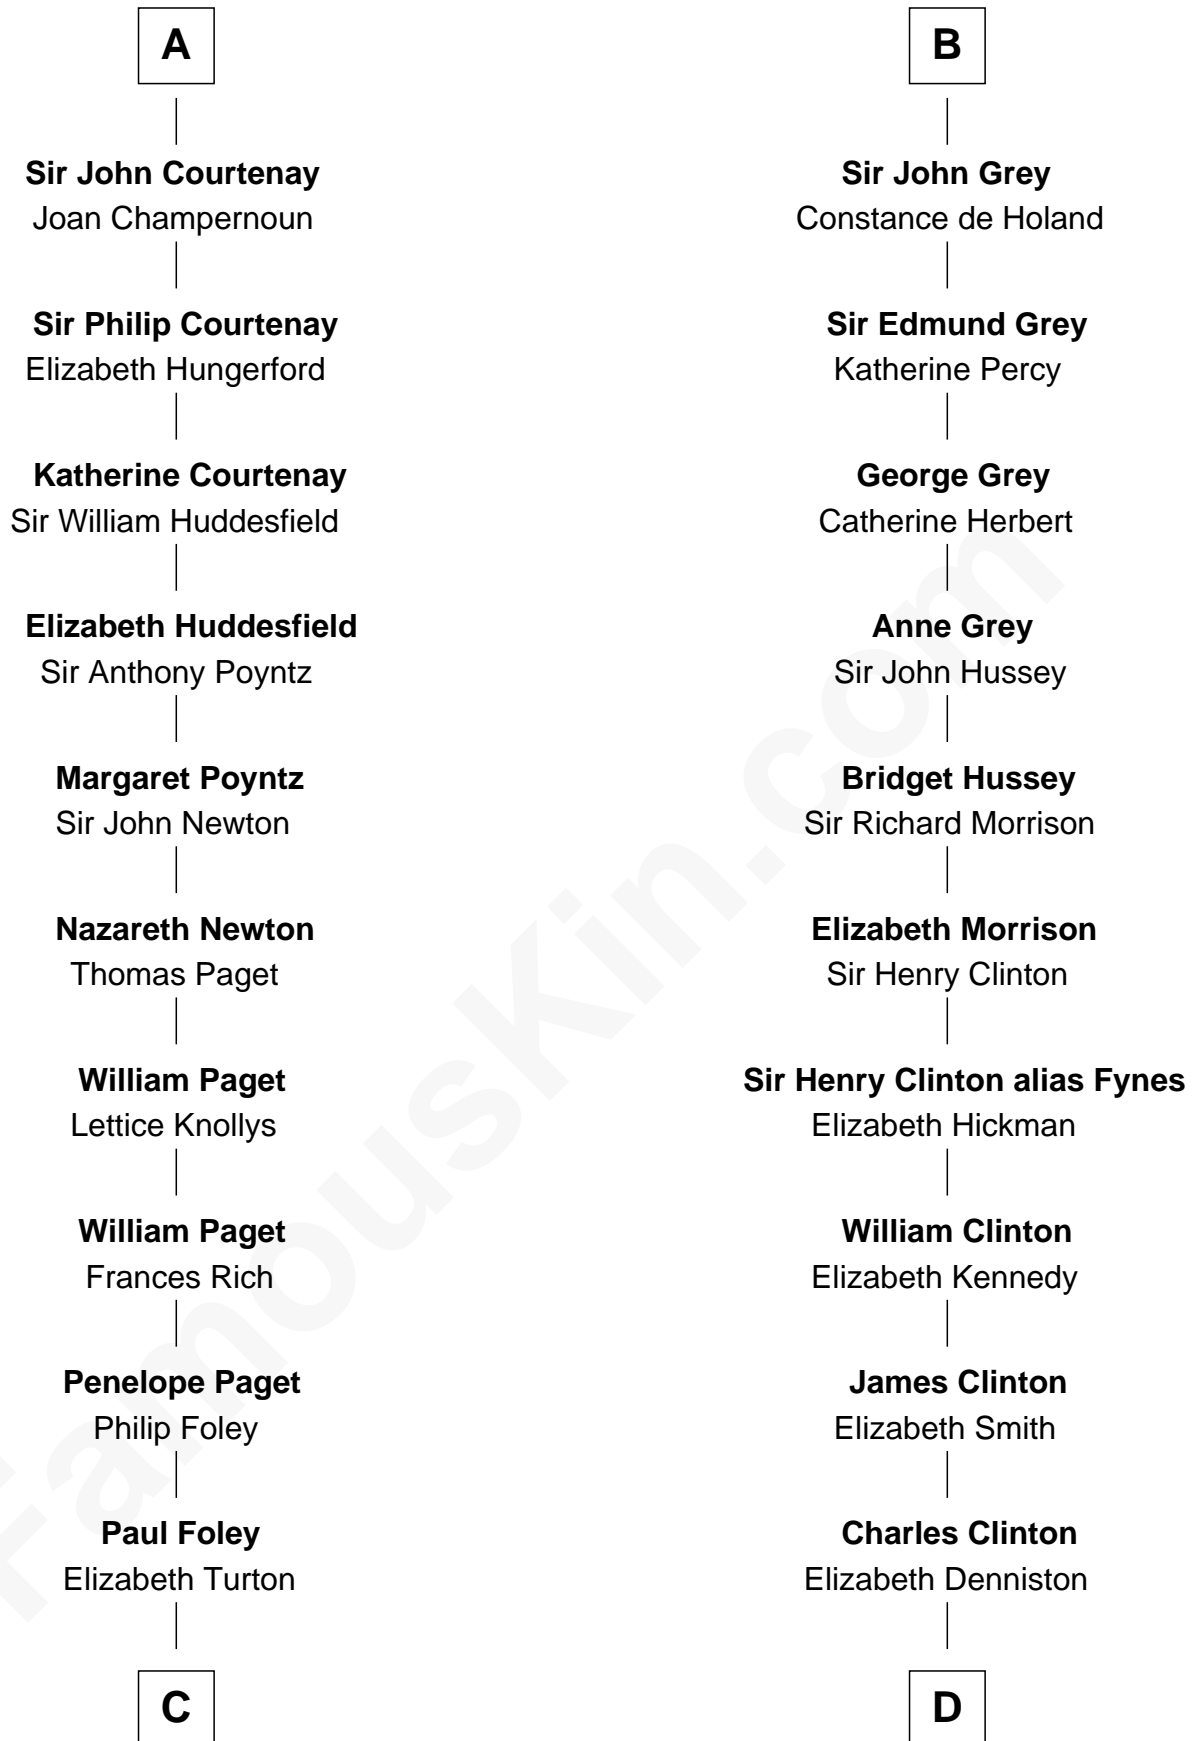 A
Sir John Courtenay
Joan Champernoun
Sir Philip Courtenay
Elizabeth Hungerford
Katherine Courtenay
Sir William Huddesfield
Elizabeth Huddesfield
Sir Anthony Poyntz
Margaret Poyntz
Sir John Newton
Nazareth Newton
Thomas Paget
William Paget
Lettice Knollys
William Paget
Frances Rich
Penelope Paget
Philip Foley
Paul Foley
Elizabeth Turton
C
B
Sir John Grey
Constance de Holand
Sir Edmund Grey
Katherine Percy
George Grey
Catherine Herbert
Anne Grey
Sir John Hussey
Bridget Hussey
Sir Richard Morrison
Elizabeth Morrison
Sir Henry Clinton
Sir Henry Clinton alias Fynes
Elizabeth Hickman
William Clinton
Elizabeth Kennedy
James Clinton
Elizabeth Smith
Charles Clinton
Elizabeth Denniston
D
FamousKin.com